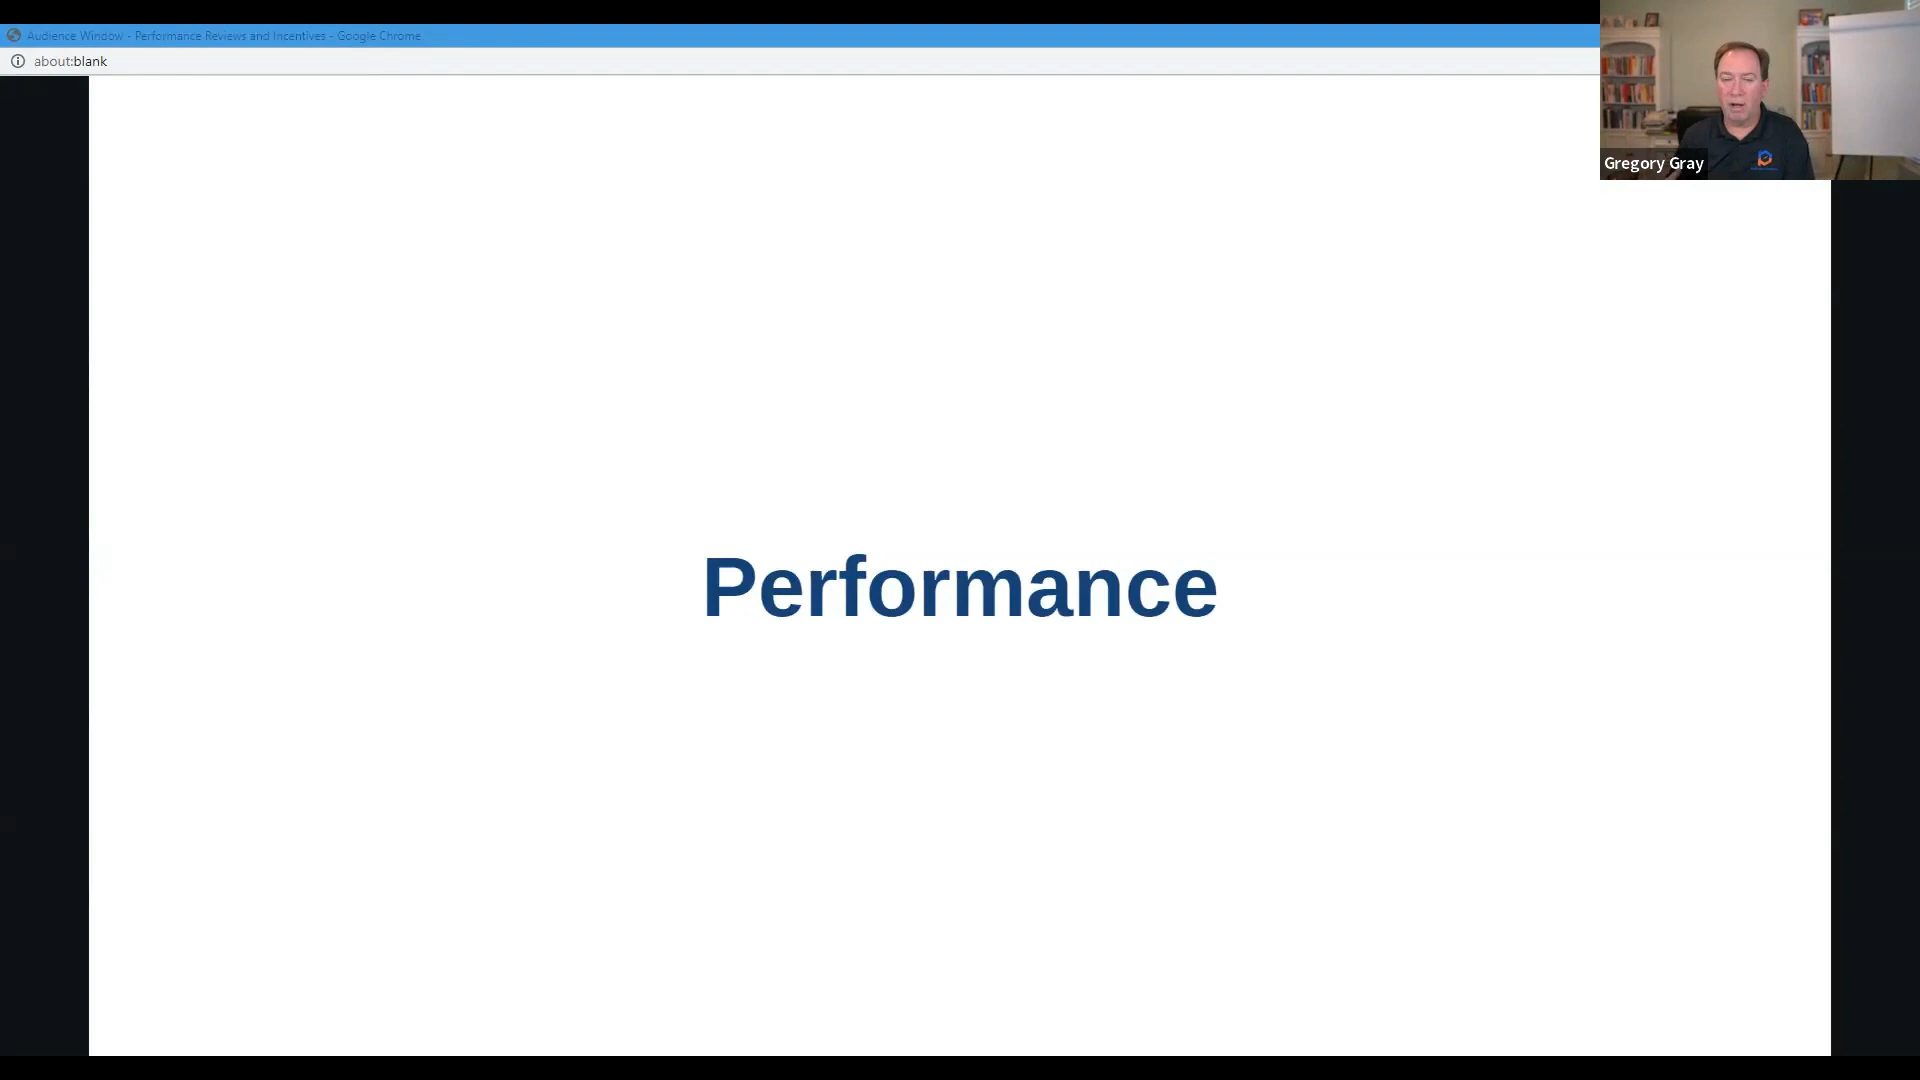 Audience Window - Performance Reviews and Incentives - Google Chrome
about:blank
Gregory Gray
Performance